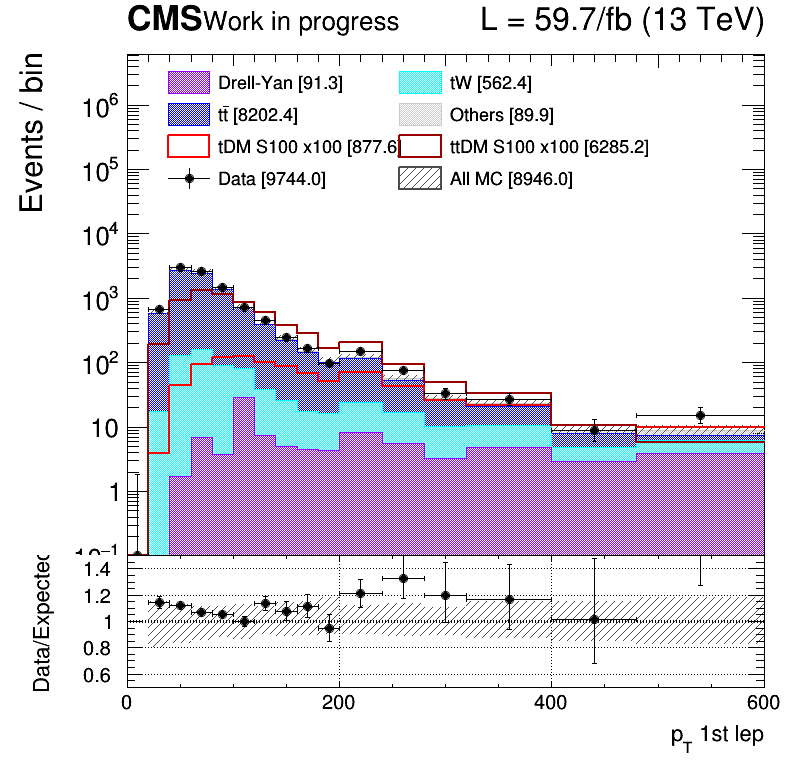 CMS Work in progress L = 59.7/fb (13 TeV)
Events / bin
Drell-Yan [91.3] tW [562.4]
tt̄ [8202.4] Others [89.9]
tDM S100 x100 [877.6] ttDM S100 x100 [6285.2]
Data [9744.0] All MC [8946.0]
10⁶
10⁵
10⁴
10³
10²
10
1
10⁻¹
Data/Expected
1.4
1.2
1
0.8
0.6
0 200 400 600
p_T 1st lep